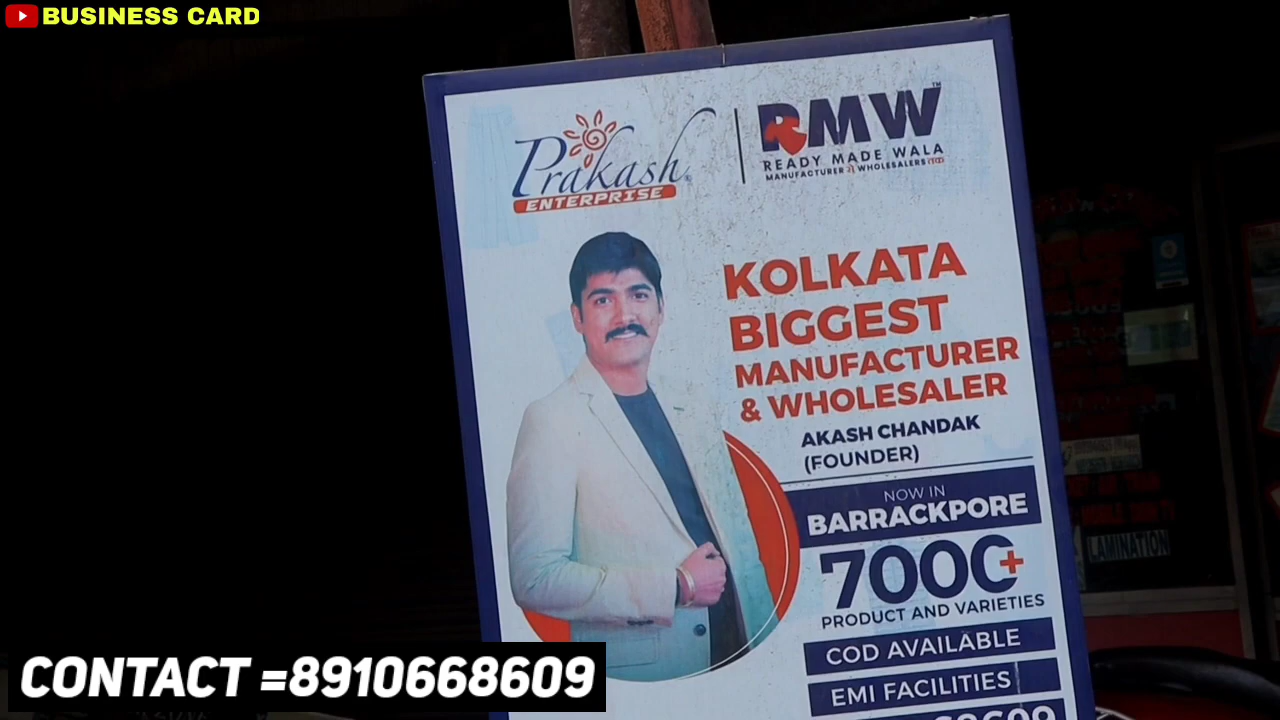 BUSINESS CARD
Prakash
ENTERPRISE
RMW
READY MADE WALA
MANUFACTURER & WHOLESALERS
KOLKATA
BIGGEST
MANUFACTURER
& WHOLESALER
AKASH CHANDAK
(FOUNDER)
NOW IN
BARRACKPORE
7000+
PRODUCT AND VARIETIES
COD AVAILABLE
EMI FACILITIES
LAMINATION
CONTACT =8910668609